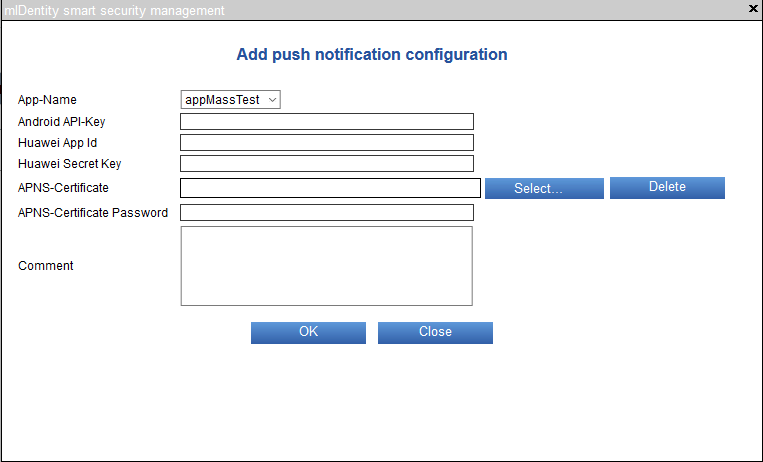 mIDentity smart security management
Add push notification configuration
App-Name appMassTest
Android API-Key
Huawei App Id
Huawei Secret Key
APNS-Certificate Select... Delete
APNS-Certificate Password
Comment
OK Close